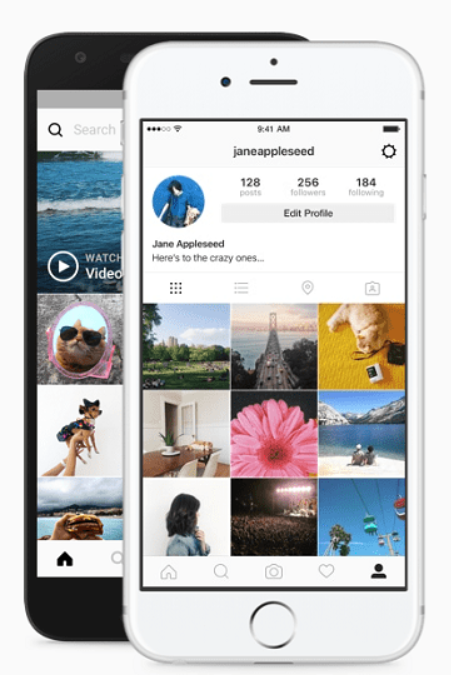 Search
WATCH
Video
9:41 AM
janeappleseed
128
posts
256
followers
184
following
Edit Profile
Jane Appleseed
Here's to the crazy ones...